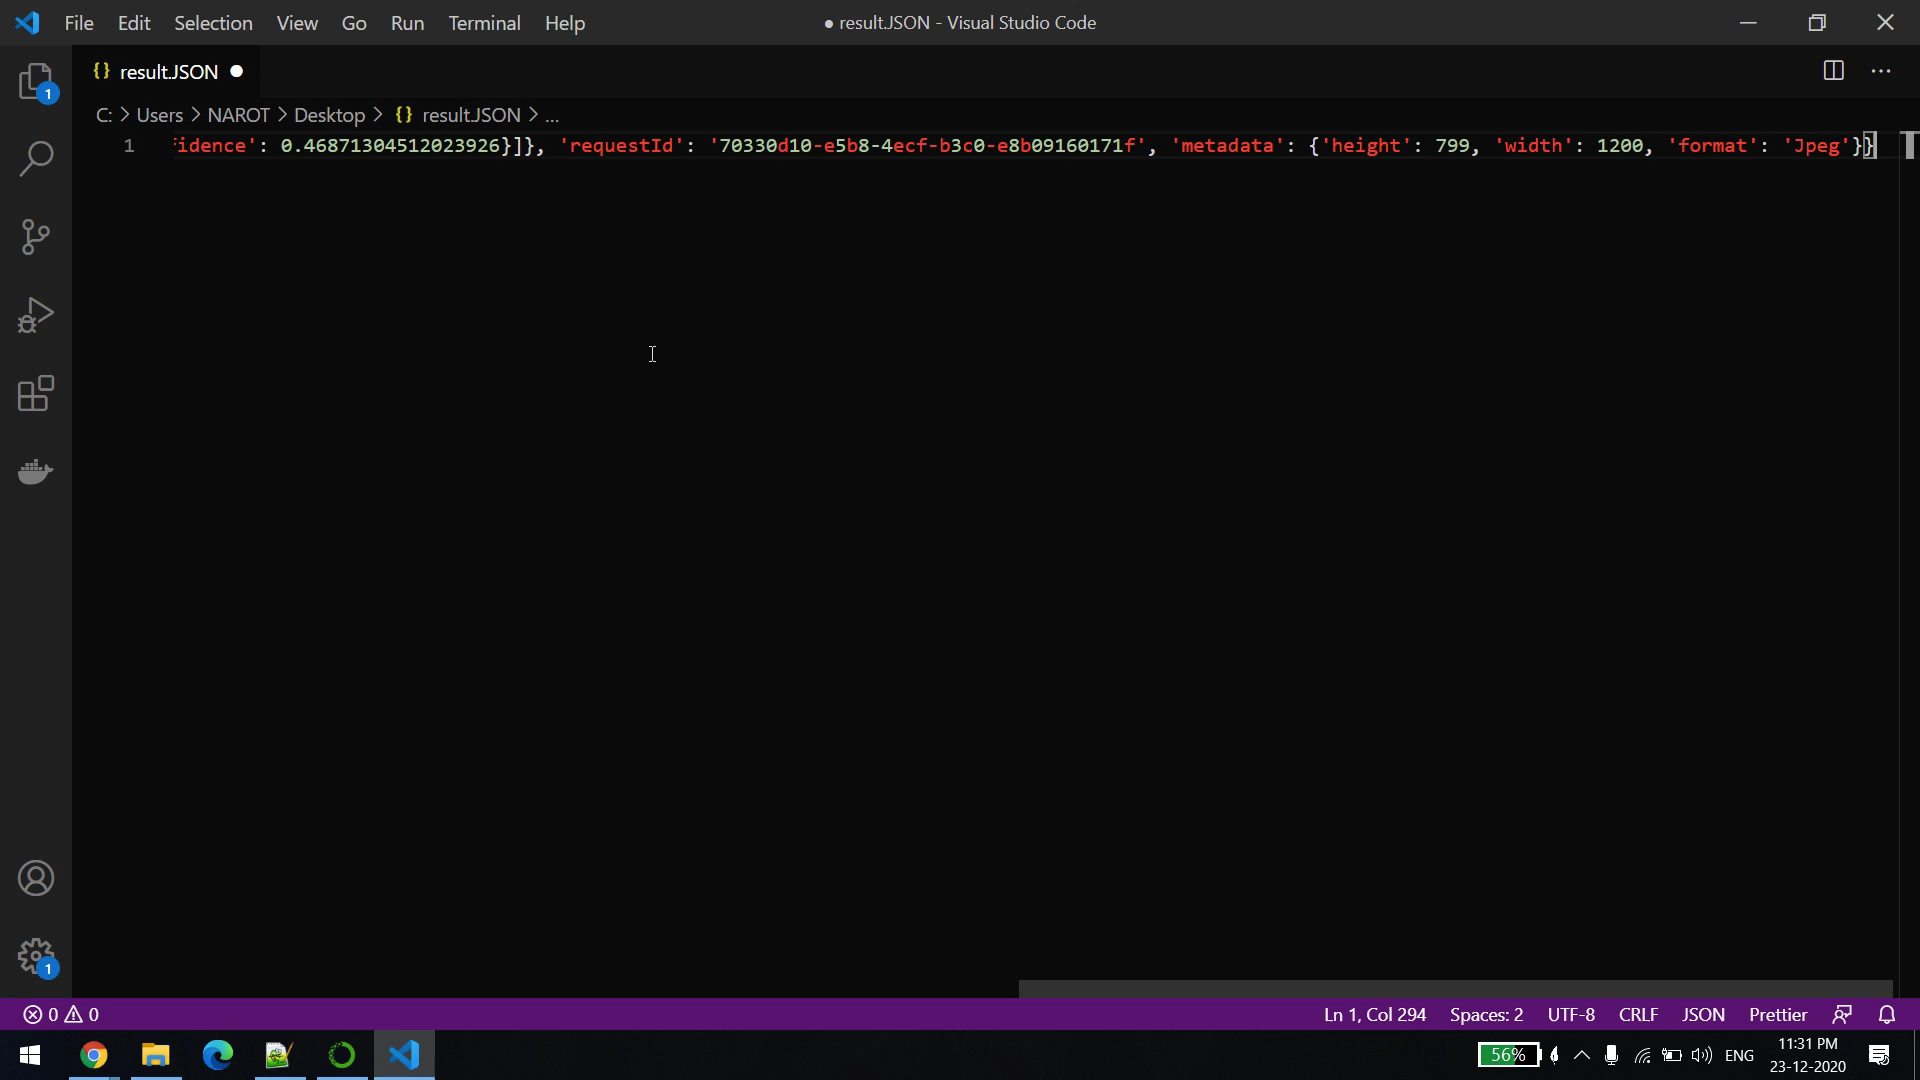 File Edit Selection View Go Run Terminal Help ● result.JSON - Visual Studio Code
{} result.JSON ●
C: > Users > NAROT > Desktop > {} result.JSON > ...
1 idence': 0.46871304512023926}]}, 'requestId': '70330d10-e5b8-4ecf-b3c0-e8b09160171f', 'metadata': {'height': 799, 'width': 1200, 'format': 'Jpeg'}}
1
1
0 0 Ln 1, Col 294 Spaces: 2 UTF-8 CRLF JSON Prettier
56% ENG 11:31 PM
23-12-2020